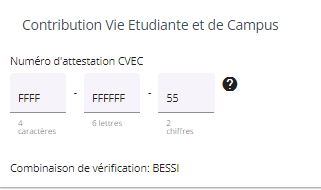 Contribution Vie Etudiante et de Campus
Numéro d'attestation CVEC
FFFF - FFFFFF - 55 ?
4 caractères 6 lettres 2 chiffres
Combinaison de vérification: BESSI